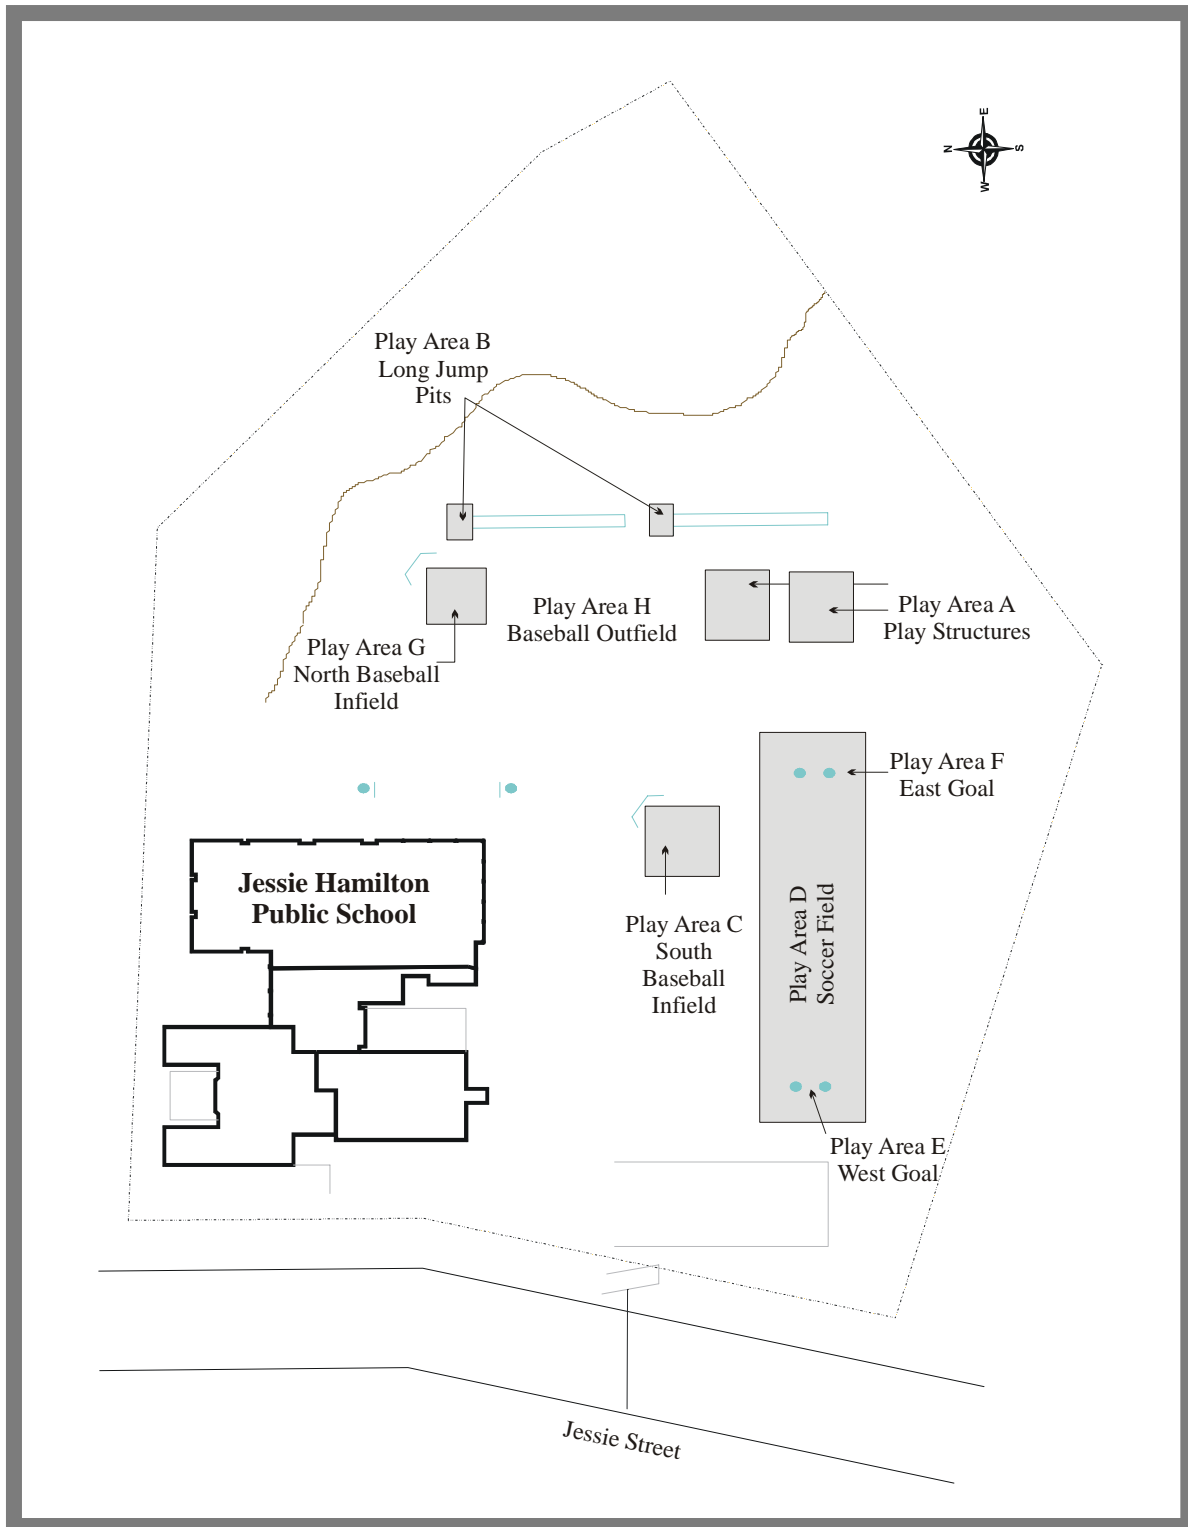 E
N
S
W
Play Area B
Long Jump
Pits
Play Area H
Baseball Outfield
Play Area A
Play Structures
Play Area G
North Baseball
Infield
Play Area F
East Goal
Jessie Hamilton
Public School
Play Area C
South
Baseball
Infield
Play Area D
Soccer Field
Play Area E
West Goal
Jessie Street